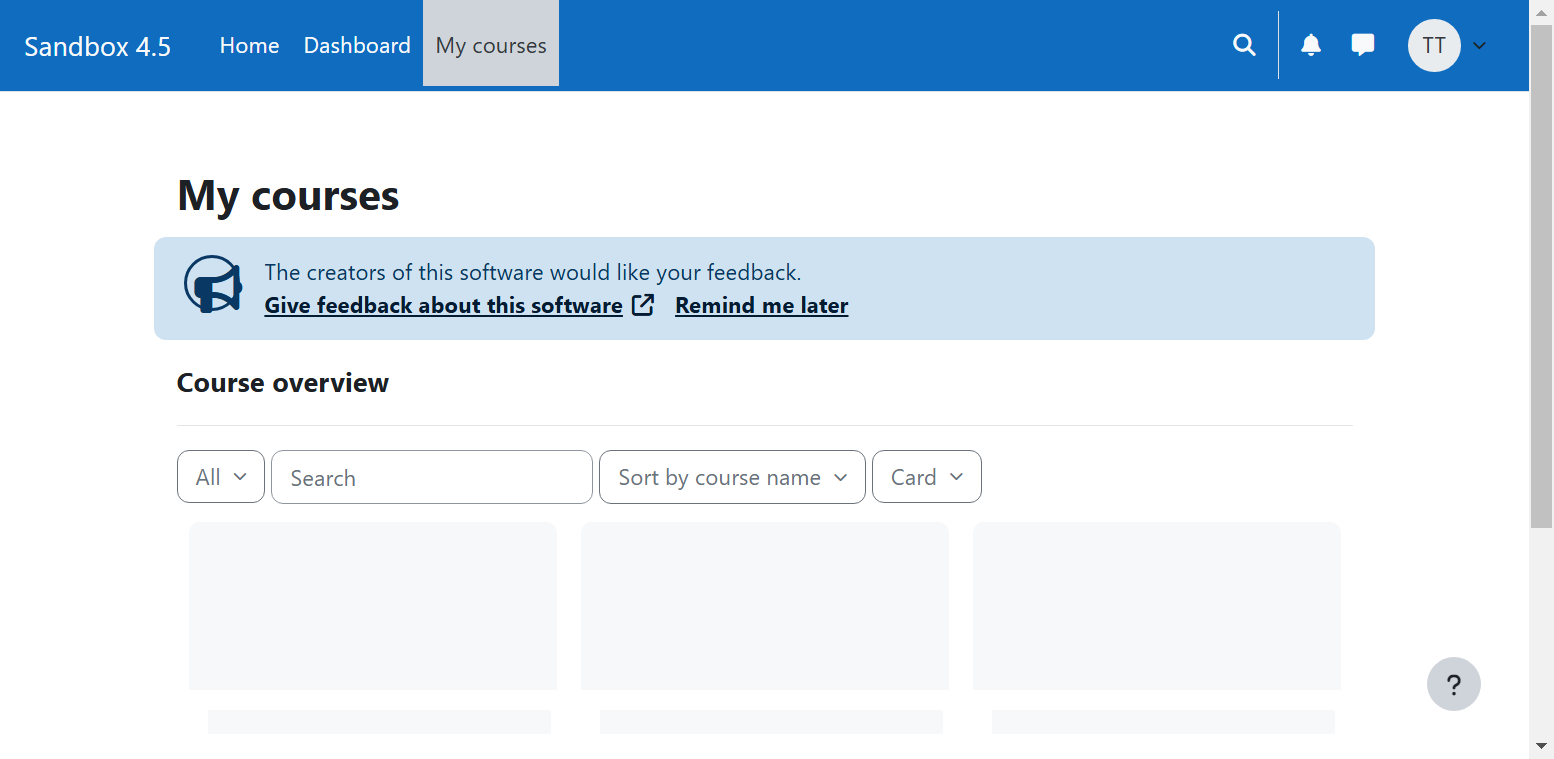 Sandbox 4.5 Home Dashboard My courses TT
My courses
The creators of this software would like your feedback.
Give feedback about this software Remind me later
Course overview
All Search Sort by course name Card
?